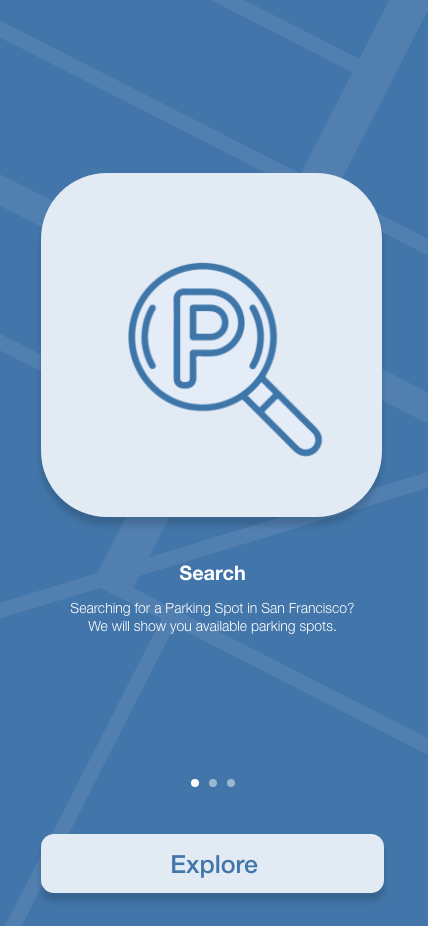 P
Search
Searching for a Parking Spot in San Francisco?
We will show you available parking spots.
Explore